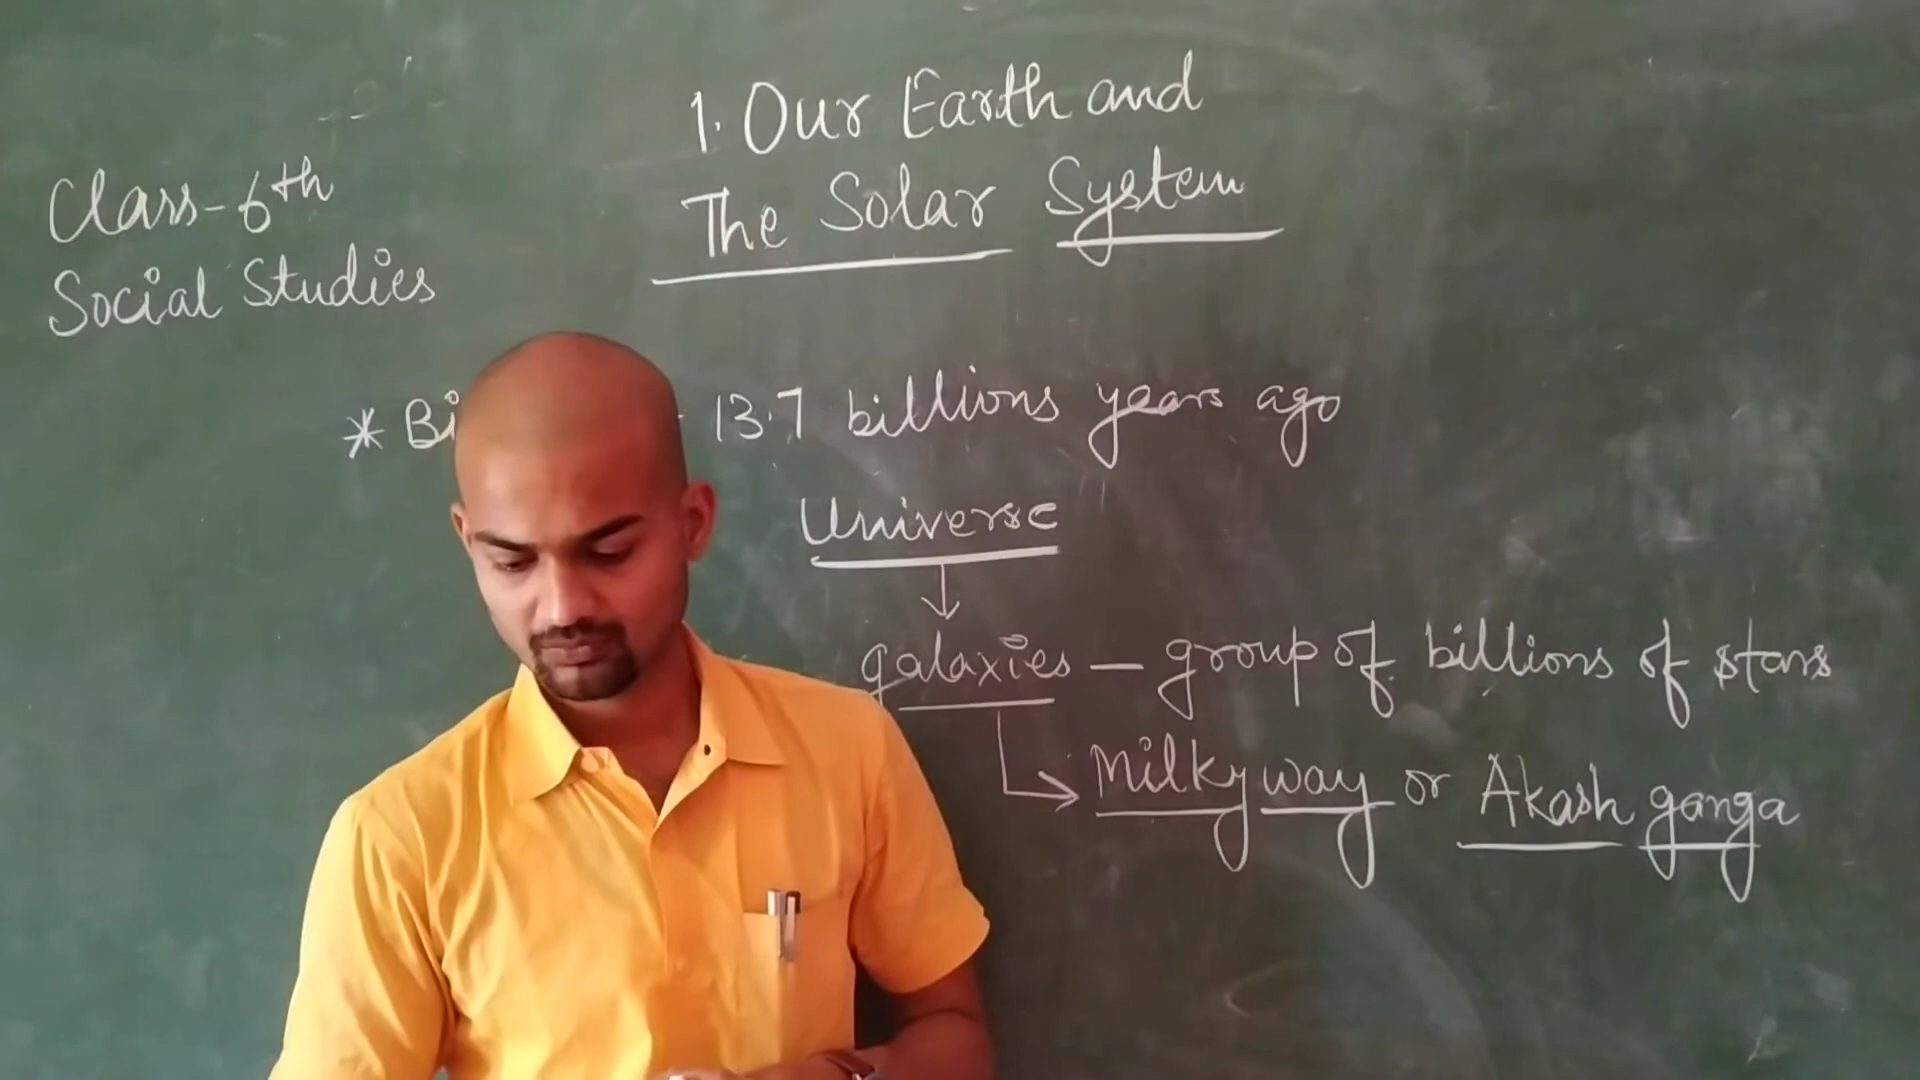 1. Our Earth and
The Solar System
Class-6th
Social Studies
* Bi - 13.7 billions years ago
Universe
↓
galaxies — group of billions of stars
→ Milky way or Akash ganga